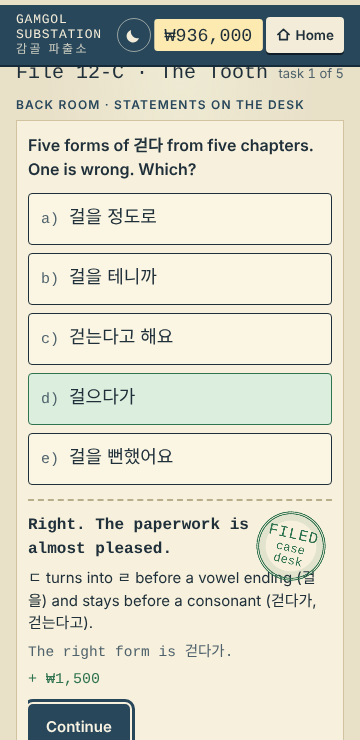 GAMGOL
SUBSTATION
감골 파출소
₩936,000
Home
File 12-C · The Tooth task 1 of 5
BACK ROOM · STATEMENTS ON THE DESK
Five forms of 걷다 from five chapters.
One is wrong. Which?
a) 걸을 정도로
b) 걸을 테니까
c) 걷는다고 해요
d) 걸으다가
e) 걸을 뻔했어요
Right. The paperwork is
almost pleased.
FILED
case
desk
ㄷ turns into ㄹ before a vowel ending (걸
을) and stays before a consonant (걷다가,
걷는다고).
The right form is 걷다가.
+ ₩1,500
Continue